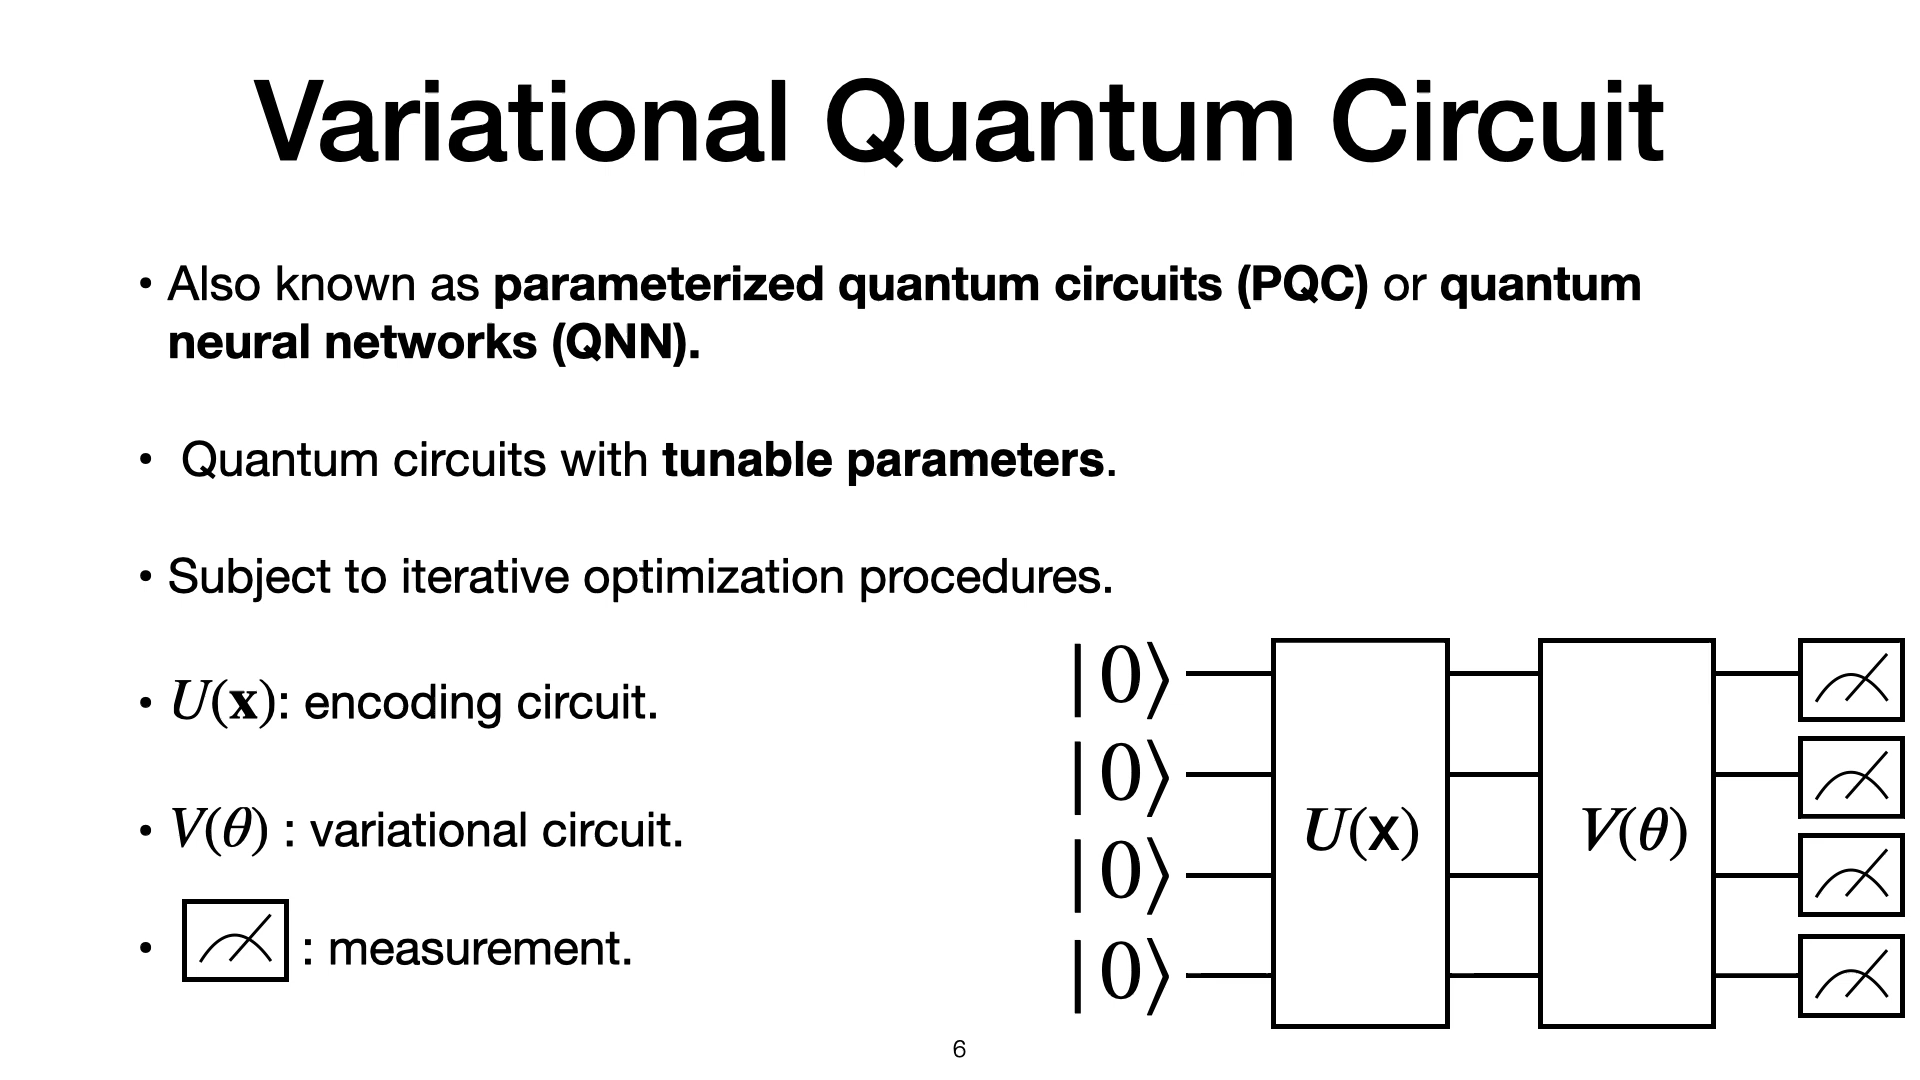 Variational Quantum Circuit
• Also known as parameterized quantum circuits (PQC) or quantum
neural networks (QNN).
• Quantum circuits with tunable parameters.
• Subject to iterative optimization procedures.
• U(x): encoding circuit.
• V(θ) : variational circuit.
• : measurement.
|0⟩
|0⟩
|0⟩
|0⟩
U(x)
V(θ)
6